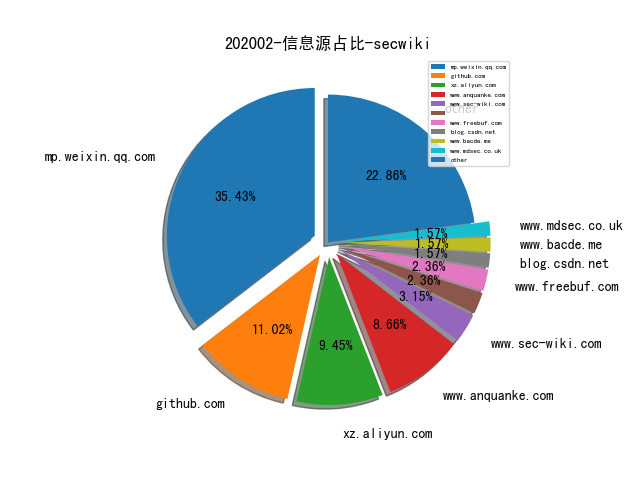 202002-信息源占比-secwiki
mp.weixin.qq.com
github.com
xz.aliyun.com
www.anquanke.com
www.sec-wiki.com
www.freebuf.com
blog.csdn.net
www.bacde.me
www.mdsec.co.uk
other
other
mp.weixin.qq.com
35.43%
22.86%
www.mdsec.co.uk
1.57%
www.bacde.me
1.57%
blog.csdn.net
1.57%
www.freebuf.com
2.36%
2.36%
3.15%
www.sec-wiki.com
11.02%
8.66%
9.45%
www.anquanke.com
github.com
xz.aliyun.com